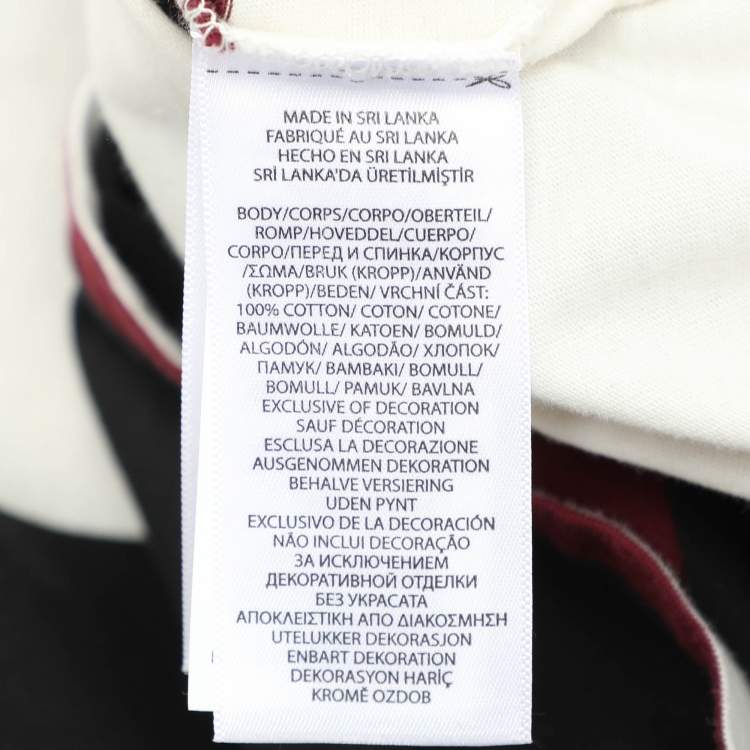 MADE IN SRI LANKA
FABRIQUÉ AU SRI LANKA
HECHO EN SRI LANKA
SRİ LANKA'DA ÜRETİLMİŞTİR
BODY/CORPS/CORPO/OBERTEIL/
ROMP/HOVEDDEL/CUERPO/
CORPO/ПЕРЕД И СПИНКА/КОРПУС
/ΣΩΜΑ/BRUK (KROPP)/ANVÄND
(KROPP)/BEDEN/ VRCHNÍ ČÁST:
100% COTTON/ COTON/ COTONE/
BAUMWOLLE/ KATOEN/ BOMULD/
ALGODÓN/ ALGODÃO/ ХЛОПОК/
ПАМУК/ BAMBAKI/ BOMULL/
BOMULL/ PAMUK/ BAVLNA
EXCLUSIVE OF DECORATION
SAUF DÉCORATION
ESCLUSA LA DECORAZIONE
AUSGENOMMEN DEKORATION
BEHALVE VERSIERING
UDEN PYNT
EXCLUSIVO DE LA DECORACIÓN
NÃO INCLUI DECORAÇÃO
ЗА ИСКЛЮЧЕНИЕМ
ДЕКОРАТИВНОЙ ОТДЕЛКИ
БЕЗ УКРАСАТА
ΑΠΟΚΛΕΙΣΤΙΚΗ ΑΠΟ ΔΙΑΚΟΣΜΗΣΗ
UTELUKKER DEKORASJON
ENBART DEKORATION
DEKORASYON HARİÇ
KROMĚ OZDOB